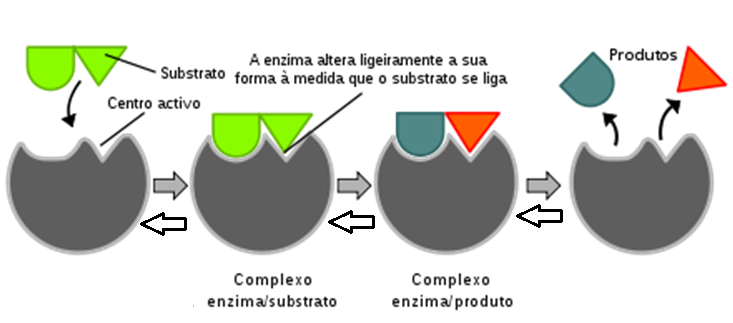 A enzima altera ligeiramente a sua
forma à medida que o substrato se liga
Produtos
Substrato
Centro activo
Complexo
enzima/substrato
Complexo
enzima/produto